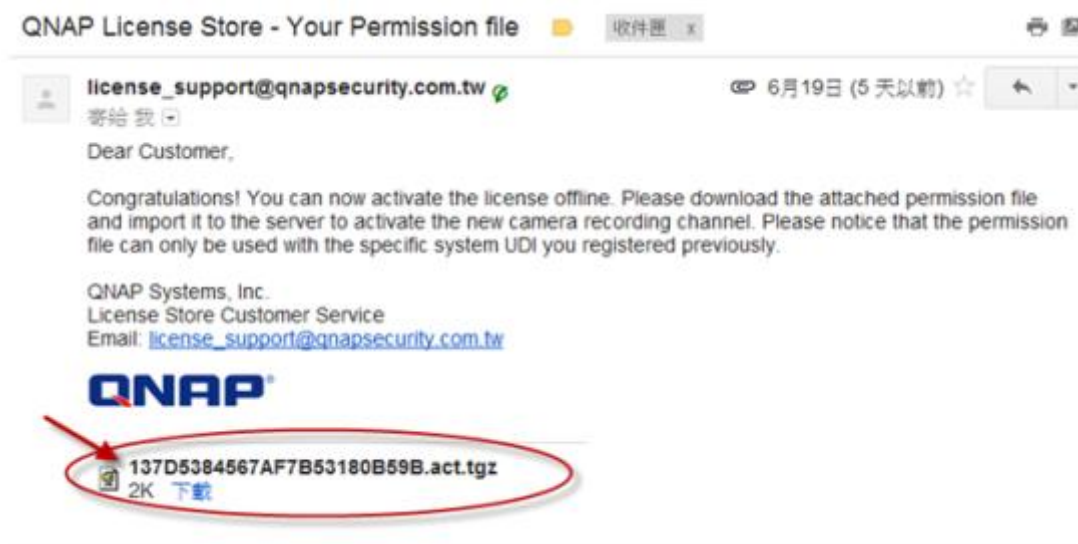 QNAP License Store - Your Permission file 收件匣 x
license_support@qnapsecurity.com.tw 6月19日 (5 天以前)
寄給 我
Dear Customer,
Congratulations! You can now activate the license offline. Please download the attached permission file
and import it to the server to activate the new camera recording channel. Please notice that the permission
file can only be used with the specific system UDI you registered previously.
QNAP Systems, Inc.
License Store Customer Service
Email: license_support@qnapsecurity.com.tw
QNAP
137D5384567AF7B53180B59B.act.tgz
2K 下載